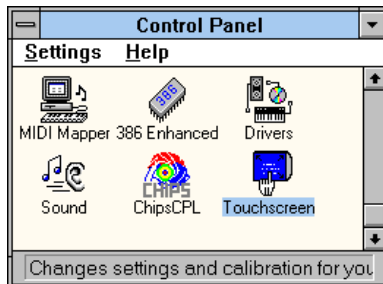 Control Panel
Settings Help
386
MIDI Mapper 386 Enhanced Drivers
CHIPS
Sound ChipsCPL Touchscreen
Changes settings and calibration for you